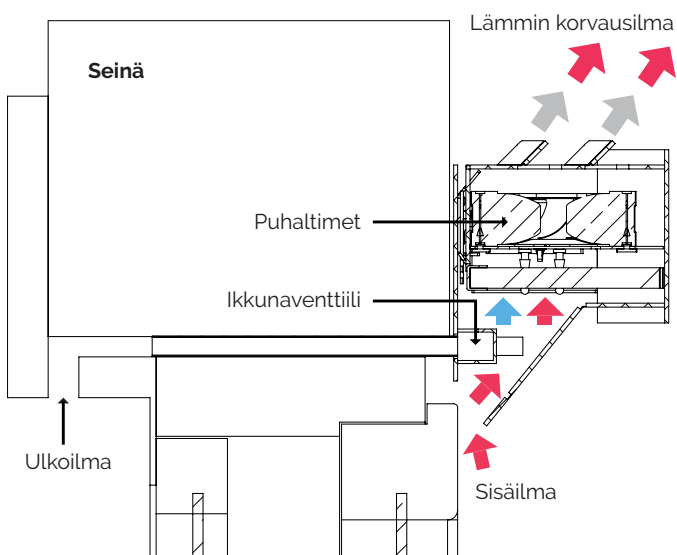 Lämmin korvausilma
Seinä
Puhaltimet
Ikkunaventtiili
Ulkoilma
Sisäilma